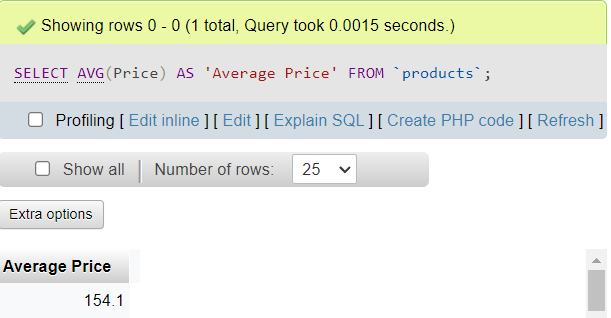 Showing rows 0 - 0 (1 total, Query took 0.0015 seconds.)
SELECT AVG(Price) AS 'Average Price' FROM `products`;
Profiling [ Edit inline ] [ Edit ] [ Explain SQL ] [ Create PHP code ] [ Refresh ]
Show all | Number of rows: 25
Extra options
Average Price
154.1